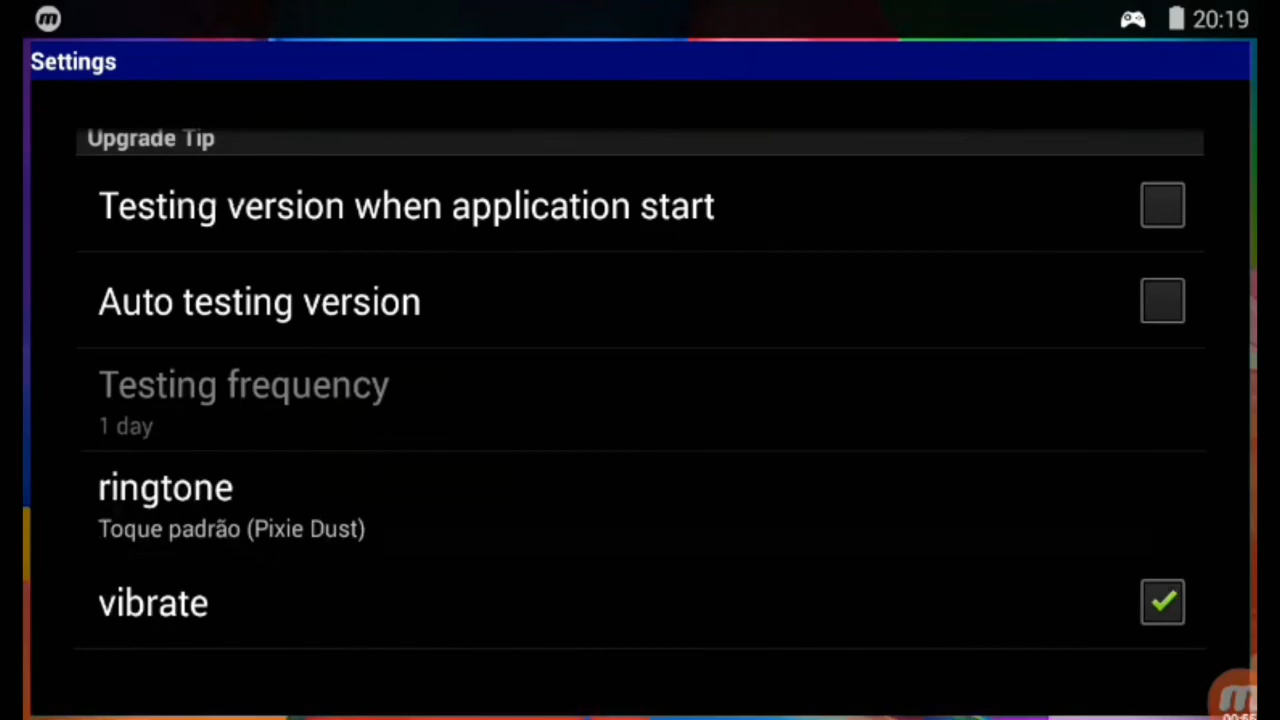 20:19
Settings
Upgrade Tip
Testing version when application start
Auto testing version
Testing frequency
1 day
ringtone
Toque padrão (Pixie Dust)
vibrate